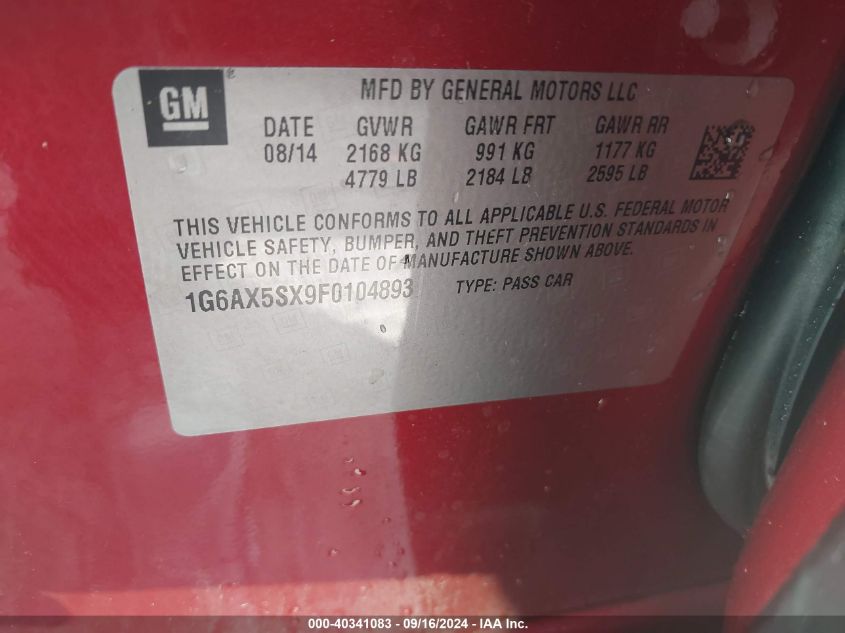 GM®
MFD BY GENERAL MOTORS LLC
DATE GVWR GAWR FRT GAWR RR
08/14 2168 KG 991 KG 1177 KG
4779 LB 2184 LB 2595 LB
THIS VEHICLE CONFORMS TO ALL APPLICABLE U.S. FEDERAL MOTOR
VEHICLE SAFETY, BUMPER, AND THEFT PREVENTION STANDARDS IN
EFFECT ON THE DATE OF MANUFACTURE SHOWN ABOVE.
1G6AX5SX9F0104893 TYPE: PASS CAR
000-40341083 - 09/16/2024 - IAAI.com